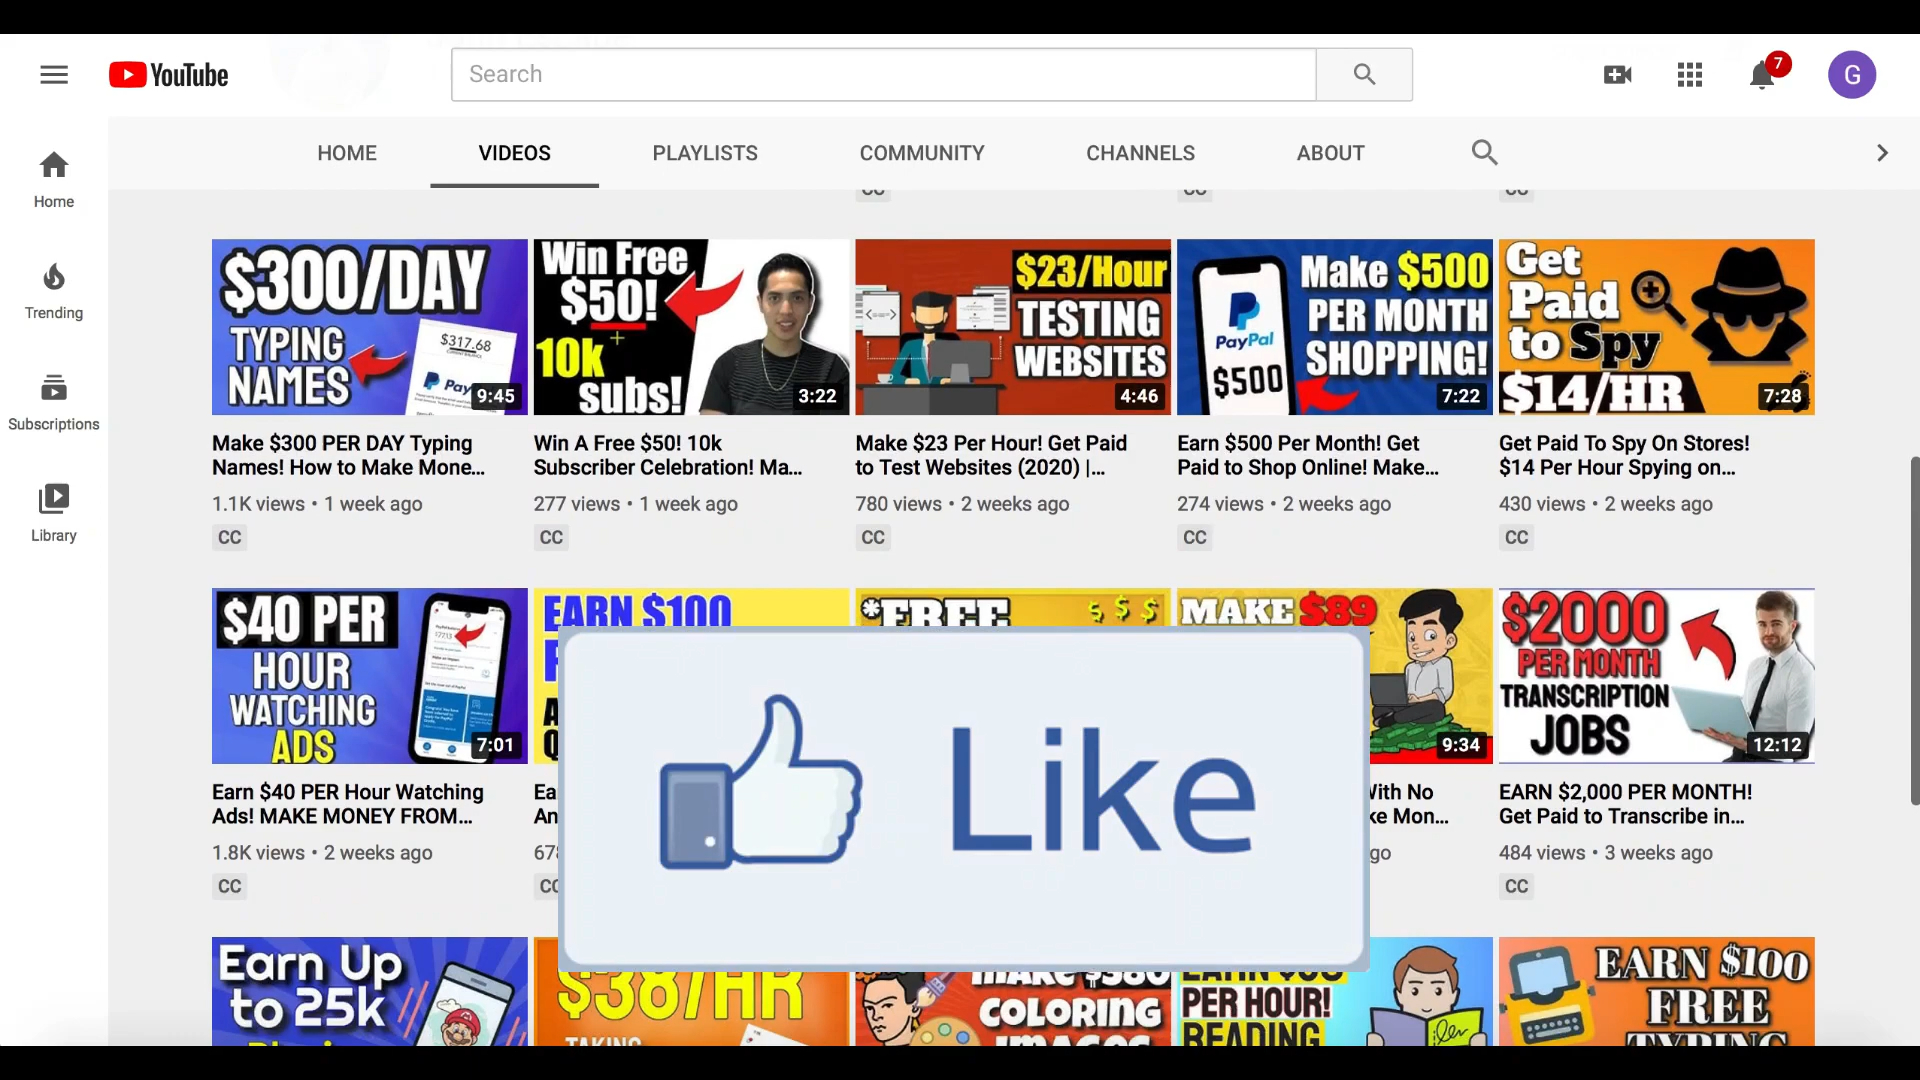 YouTube
Search
7
G
HOME
VIDEOS
PLAYLISTS
COMMUNITY
CHANNELS
ABOUT
Home
Trending
Subscriptions
Library
$300/DAY
TYPING
NAMES
$317.68
9:45
Win Free
$50!
10k
subs!
3:22
$23/Hour
TESTING
WEBSITES
4:46
Make $500
PER MONTH
SHOPPING!
PayPal
$500
7:22
Get
Paid
to Spy
$14/HR
7:28
Make $300 PER DAY Typing
Names! How to Make Mone...
1.1K views • 1 week ago
CC
Win A Free $50! 10k
Subscriber Celebration! Ma...
277 views • 1 week ago
CC
Make $23 Per Hour! Get Paid
to Test Websites (2020) |...
780 views • 2 weeks ago
CC
Earn $500 Per Month! Get
Paid to Shop Online! Make...
274 views • 2 weeks ago
CC
Get Paid To Spy On Stores!
$14 Per Hour Spying on...
430 views • 2 weeks ago
CC
$40 PER
HOUR
WATCHING
ADS
7:01
EARN $100
*FREE
$ $ $
MAKE $89
9:34
$2000
PER MONTH
TRANSCRIPTION
JOBS
12:12
Like
Earn $40 PER Hour Watching
Ads! MAKE MONEY FROM...
1.8K views • 2 weeks ago
CC
EARN $2,000 PER MONTH!
Get Paid to Transcribe in...
484 views • 3 weeks ago
CC
Earn Up
to 25k
$38/HR
TAKING
MAKE $380
COLORING
IMAGES
PER HOUR!
READING
EARN $100
FREE
TYPING